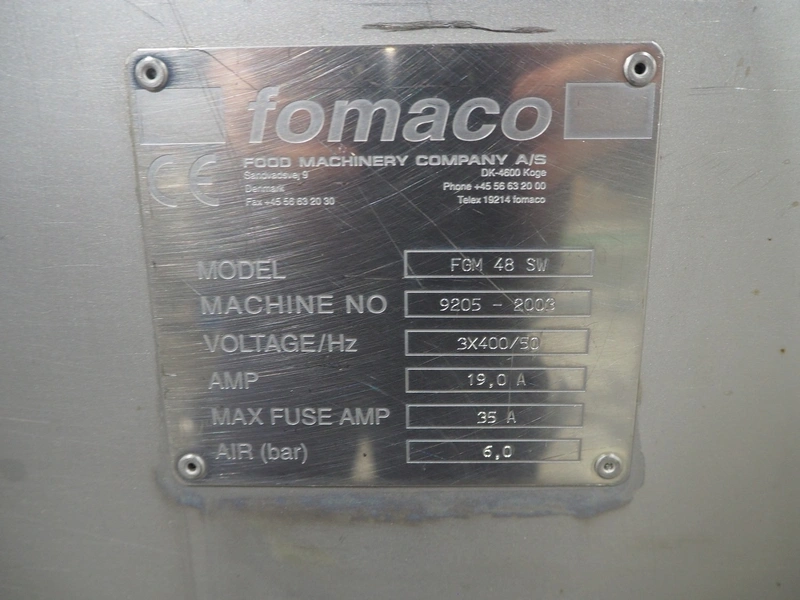 fomaco
FOOD MACHINERY COMPANY A/S
Sandvadsvej 9 DK-4600 Koge
Denmark Phone +45 56 63 20 00
Fax +45 56 63 20 30 Telex 19214 fomaco
CE
MODEL FGM 48 SW
MACHINE NO 9205 - 2003
VOLTAGE/Hz 3X400/50
AMP 19,0 A
MAX FUSE AMP 35 A
AIR (bar) 6,0